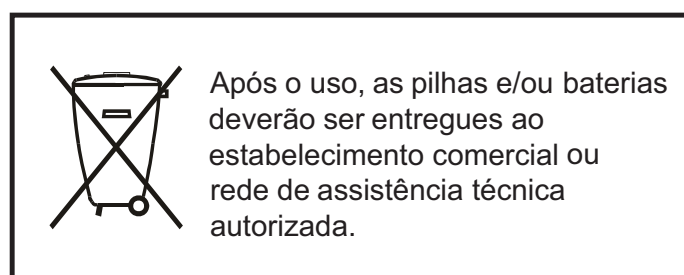 Após o uso, as pilhas e/ou baterias
deverão ser entregues ao
estabelecimento comercial ou
rede de assistência técnica
autorizada.